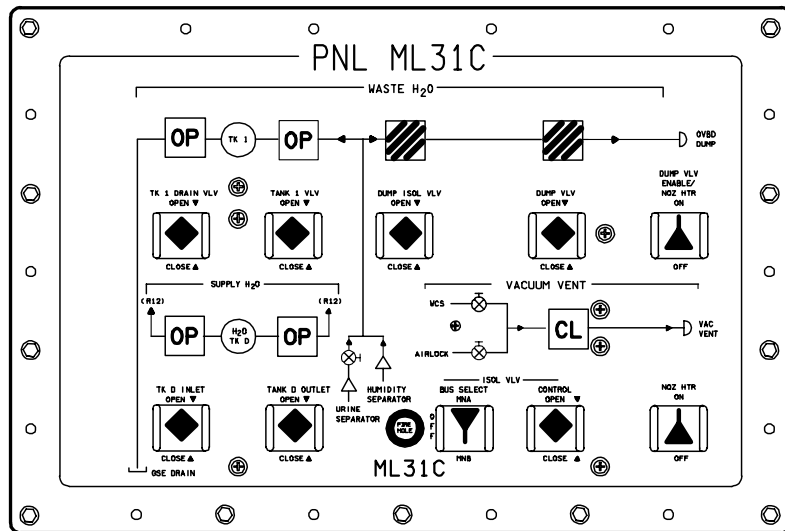 PNL ML31C
WASTE H₂O
OP TK 1 OP
OVBD
DUMP
TK 1 DRAIN VLV
OPEN ▼
CLOSE ▲
TANK 1 VLV
OPEN ▼
CLOSE ▲
DUMP ISOL VLV
OPEN ▼
CLOSE ▲
DUMP VLV
OPEN ▼
CLOSE ▲
DUMP VLV
ENABLE/
NOZ HTR
ON
OFF
SUPPLY H₂O
(R12) (R12)
OP H₂O
TK D OP
VACUUM VENT
WCS
AIRLOCK
CL
VAC
VENT
URINE
SEPARATOR
HUMIDITY
SEPARATOR
TK D INLET
OPEN ▼
CLOSE ▲
TANK D OUTLET
OPEN ▼
CLOSE ▲
FIRE
HOLE
ISOL VLV
BUS SELECT
MNA
OFF
MNB
CONTROL
OPEN ▼
CLOSE ▲
NOZ HTR
ON
OFF
GSE DRAIN
ML31C